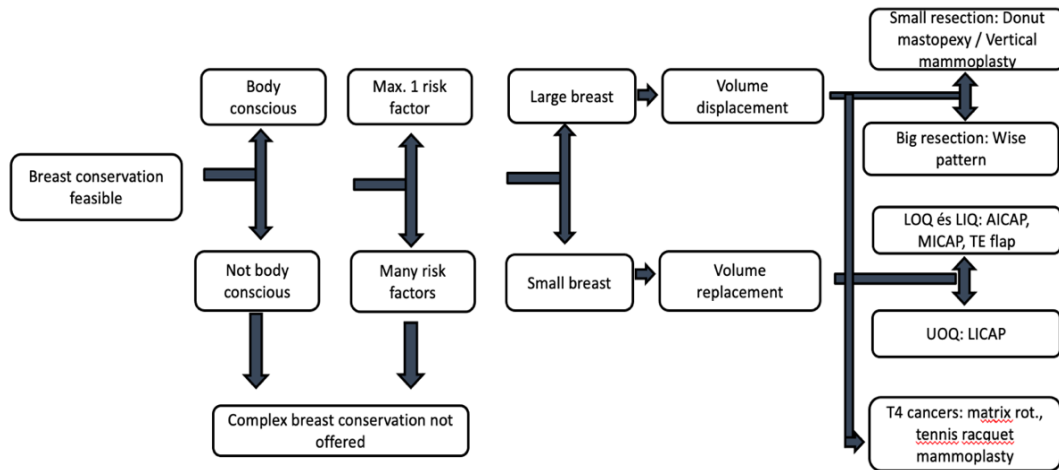 Breast conservation
feasible
Body
conscious
Not body
conscious
Max. 1 risk
factor
Many risk
factors
Complex breast conservation not
offered
Large breast
Small breast
Volume
displacement
Volume
replacement
Small resection: Donut
mastopexy / Vertical
mammoplasty
Big resection: Wise
pattern
LOQ és LIQ: AICAP,
MICAP, TE flap
UOQ: LICAP
T4 cancers: matrix rot.,
tennis racquet
mammoplasty